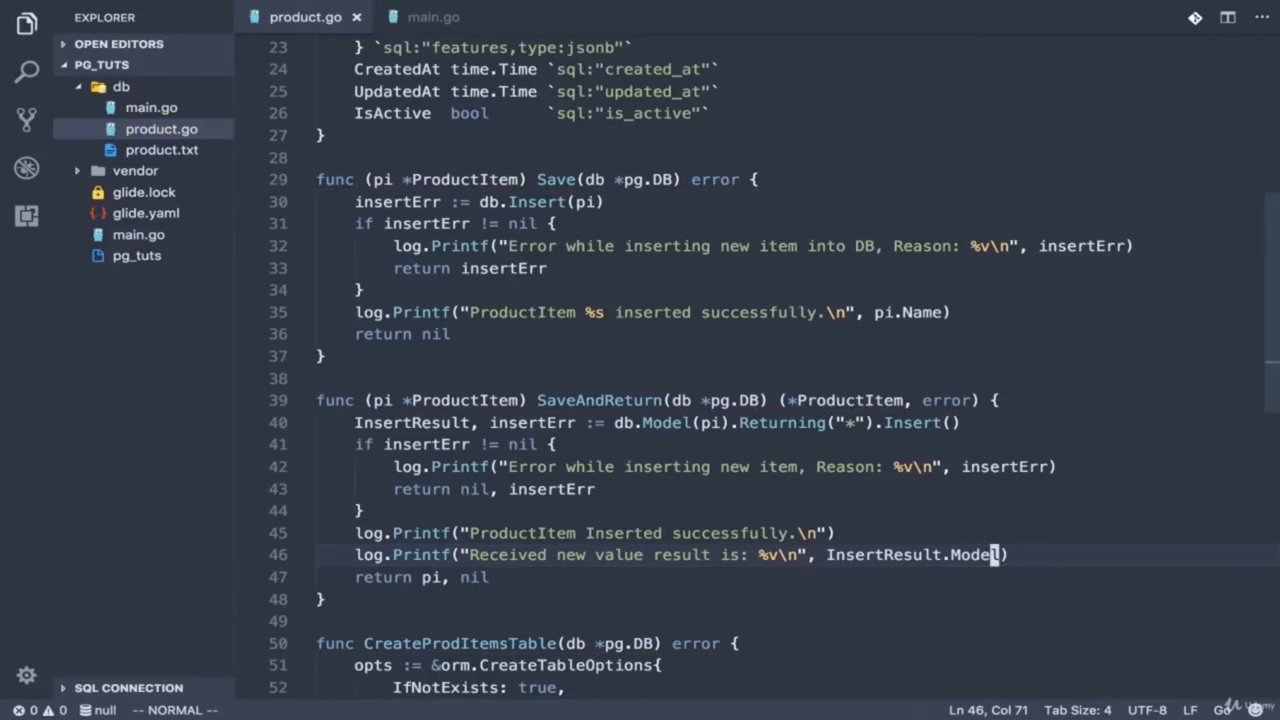 EXPLORER
OPEN EDITORS
PG_TUTS
db
main.go
product.go
product.txt
vendor
glide.lock
glide.yaml
main.go
pg_tuts
SQL CONNECTION
product.go
main.go
23 } `sql:"features,type:jsonb"`
24 CreatedAt time.Time `sql:"created_at"`
25 UpdatedAt time.Time `sql:"updated_at"`
26 IsActive bool `sql:"is_active"`
27 }
28
29 func (pi *ProductItem) Save(db *pg.DB) error {
30 insertErr := db.Insert(pi)
31 if insertErr != nil {
32 log.Printf("Error while inserting new item into DB, Reason: %v\n", insertErr)
33 return insertErr
34 }
35 log.Printf("ProductItem %s inserted successfully.\n", pi.Name)
36 return nil
37 }
38
39 func (pi *ProductItem) SaveAndReturn(db *pg.DB) (*ProductItem, error) {
40 InsertResult, insertErr := db.Model(pi).Returning("*").Insert()
41 if insertErr != nil {
42 log.Printf("Error while inserting new item, Reason: %v\n", insertErr)
43 return nil, insertErr
44 }
45 log.Printf("ProductItem Inserted successfully.\n")
46 log.Printf("Received new value result is: %v\n", InsertResult.Model)
47 return pi, nil
48 }
49
50 func CreateProdItemsTable(db *pg.DB) error {
51 opts := &orm.CreateTableOptions{
52 IfNotExists: true,
0 0 null -- NORMAL -- Ln 46, Col 71 Tab Size: 4 UTF-8 LF Go
Udemy